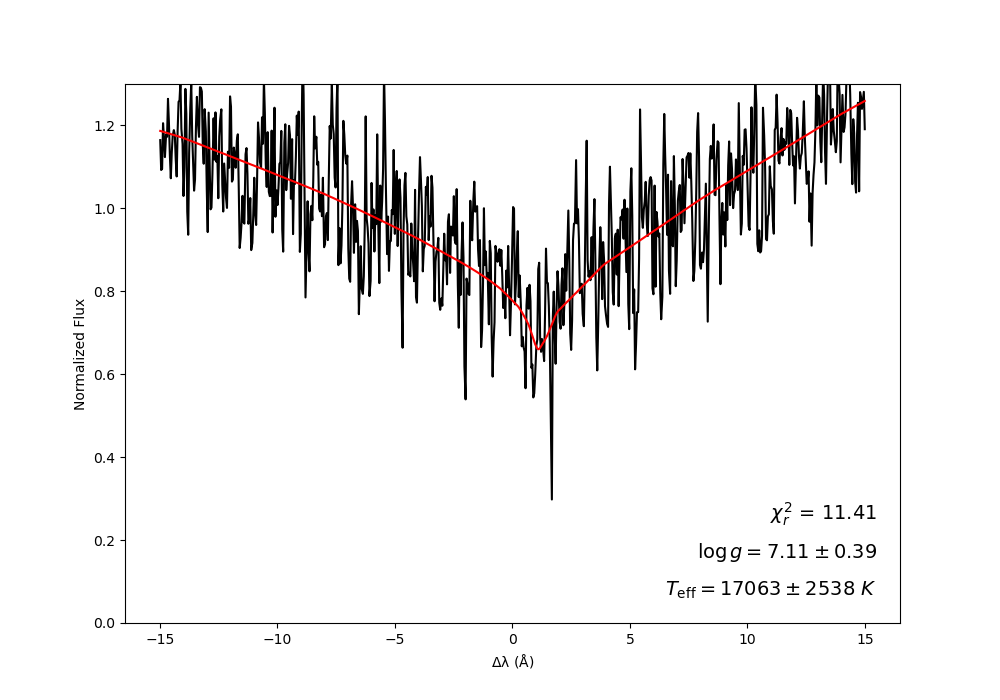 Normalized Flux
1.2
1.0
0.8
0.6
0.4
0.2
0.0
χ²ᵣ = 11.41
log g = 7.11 ± 0.39
T_eff = 17063 ± 2538 K
−15
−10
−5
0
5
10
15
Δλ (Å)